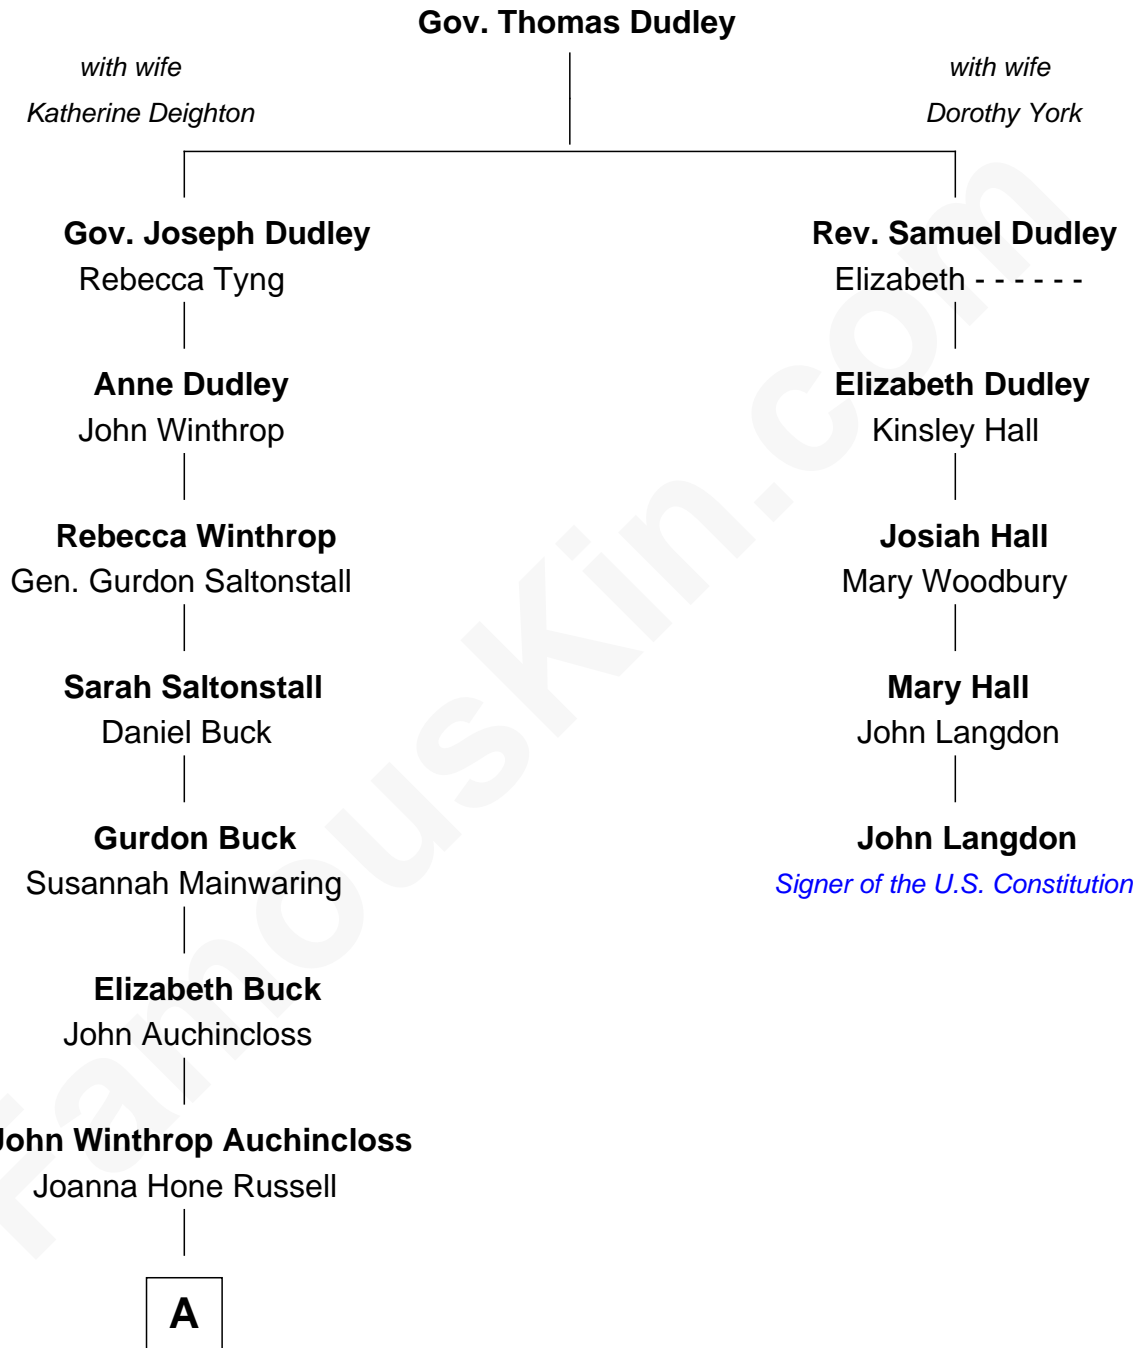 Gov. Thomas Dudley
with wife
Katherine Deighton
with wife
Dorothy York
Gov. Joseph Dudley
Rebecca Tyng
Rev. Samuel Dudley
Elizabeth - - - - - -
Anne Dudley
John Winthrop
Elizabeth Dudley
Kinsley Hall
Rebecca Winthrop
Gen. Gurdon Saltonstall
Josiah Hall
Mary Woodbury
Sarah Saltonstall
Daniel Buck
Mary Hall
John Langdon
Gurdon Buck
Susannah Mainwaring
John Langdon
Signer of the U.S. Constitution
Elizabeth Buck
John Auchincloss
John Winthrop Auchincloss
Joanna Hone Russell
A
FamousKin.com